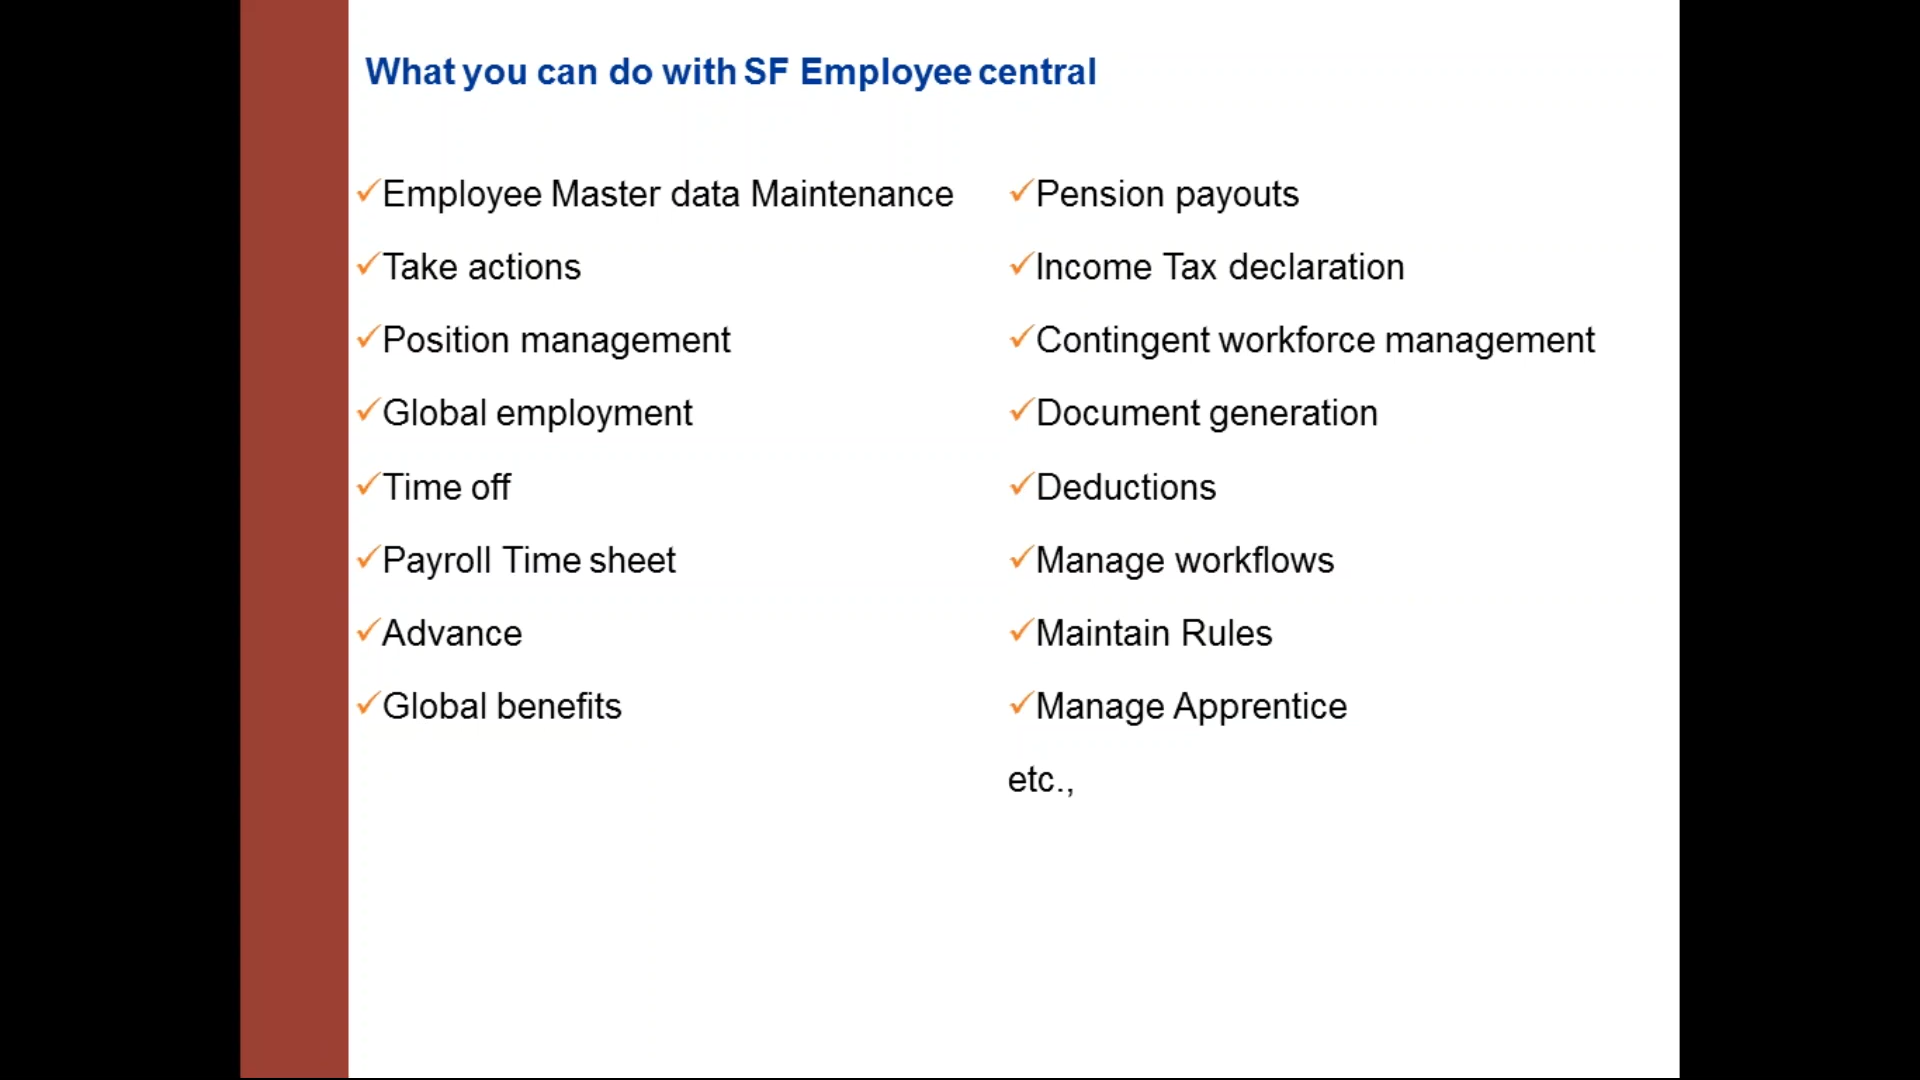 What you can do with SF Employee central
✓Employee Master data Maintenance
✓Take actions
✓Position management
✓Global employment
✓Time off
✓Payroll Time sheet
✓Advance
✓Global benefits
✓Pension payouts
✓Income Tax declaration
✓Contingent workforce management
✓Document generation
✓Deductions
✓Manage workflows
✓Maintain Rules
✓Manage Apprentice
etc.,